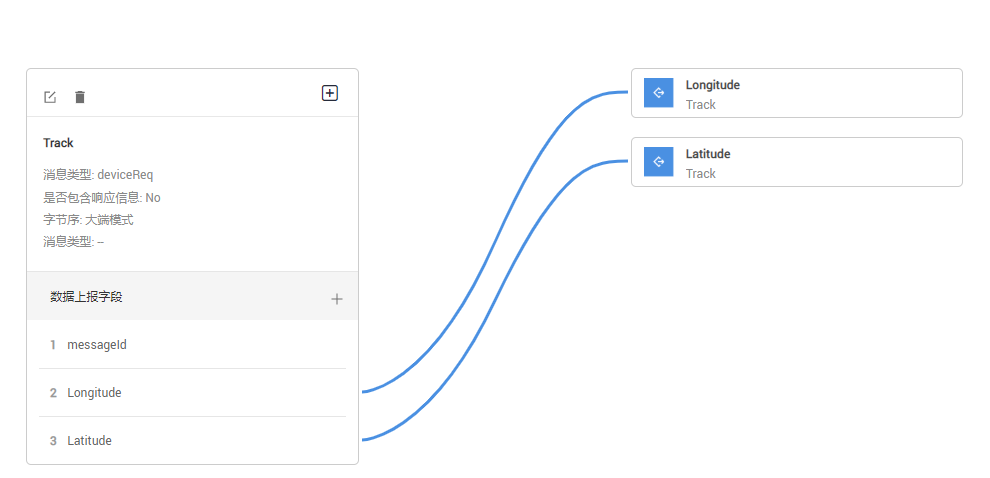 Track
消息类型: deviceReq
是否包含响应信息: No
字节序: 大端模式
消息类型: –
数据上报字段
1 messageId
2 Longitude
3 Latitude
Longitude
Track
Latitude
Track